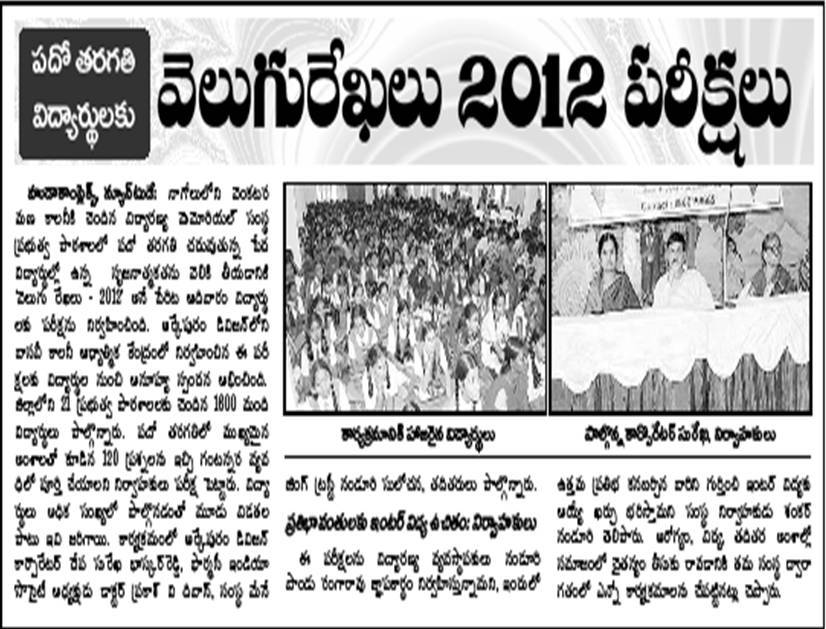 పదో తరగతి
విద్యార్థులకు
వెలుగురేఖలు 2012 పరీక్షలు
న్యూస్‌టుడే: నాగోలులోని వెంకటర
మణ కాలనీకి చెందిన విద్యారణ్య మెమోరియల్ సంస్థ
ప్రభుత్వ పాఠశాలలో పదో తరగతి చదువుతున్న పేద
విద్యార్థుల్లో ఉన్న సృజనాత్మకతను వెలికి తీయడానికి
వెలుగు రేఖలు - 2012 అనే పేరిట ఆదివారం విద్యార్థు
లకు పరీక్షను నిర్వహించింది. ఆర్కేపురం డివిజన్‌లోని
వాసవీ కాలనీ ఆధ్యాత్మిక కేంద్రంలో నిర్వహించిన ఈ పరీ
క్షలకు విద్యార్థుల నుంచి అనూహ్య స్పందన లభించింది.
జిల్లాలోని 21 ప్రభుత్వ పాఠశాలలకు చెందిన 1800 మంది
విద్యార్థులు పాల్గొన్నారు. పదో తరగతిలో ముఖ్యమైన
అంశాలతో కూడిన 120 ప్రశ్నలను ఇచ్చి గంటన్నర వ్యవ
ధిలో పూర్తి చేయాలని నిర్వాహకులు పరీక్ష పెట్టారు. విద్యా
ర్థులు అధిక సంఖ్యలో పాల్గొనడంతో మూడు విడతల
పాటు ఇవి జరిగాయి. కార్యక్రమంలో ఆర్కేపురం డివిజన్
కార్పొరేటర్ దేప సురేఖ భాస్కర్‌రెడ్డి, ఫార్మసీ ఇండియా
సొసైటీ అధ్యక్షుడు డాక్టర్ ప్రకాశ్ వి దివాన్, సంస్థ మేనే
కార్యక్రమానికి హాజరైన విద్యార్థులు
పాల్గొన్న కార్పొరేటర్ సురేఖ, నిర్వాహకులు
జింగ్ ట్రస్టీ నండూరి సులోచన, తదితరులు పాల్గొన్నారు.
ప్రతిభావంతులకు ఇంటర్ విద్య ఉచితం: నిర్వాహకులు
ఈ పరీక్షలను విద్యారణ్య వ్యవస్థాపకులు నండూరి
పాండు రంగారావు జ్ఞాపకార్థం నిర్వహిస్తున్నామని, ఇందులో
ఉత్తమ ప్రతిభ కనబర్చిన వారిని గుర్తించి ఇంటర్ విద్యకు
అయ్యే ఖర్చు భరిస్తామని సంస్థ నిర్వాహకుడు శంకర్
నండూరి తెలిపారు. ఆరోగ్యం, విద్య తదితర అంశాల్లో
సమాజంలో చైతన్యం తీసుకు రావడానికి తమ సంస్థ ద్వారా
గతంలో ఎన్నో కార్యక్రమాలను చేపట్టినట్లు చెప్పారు.